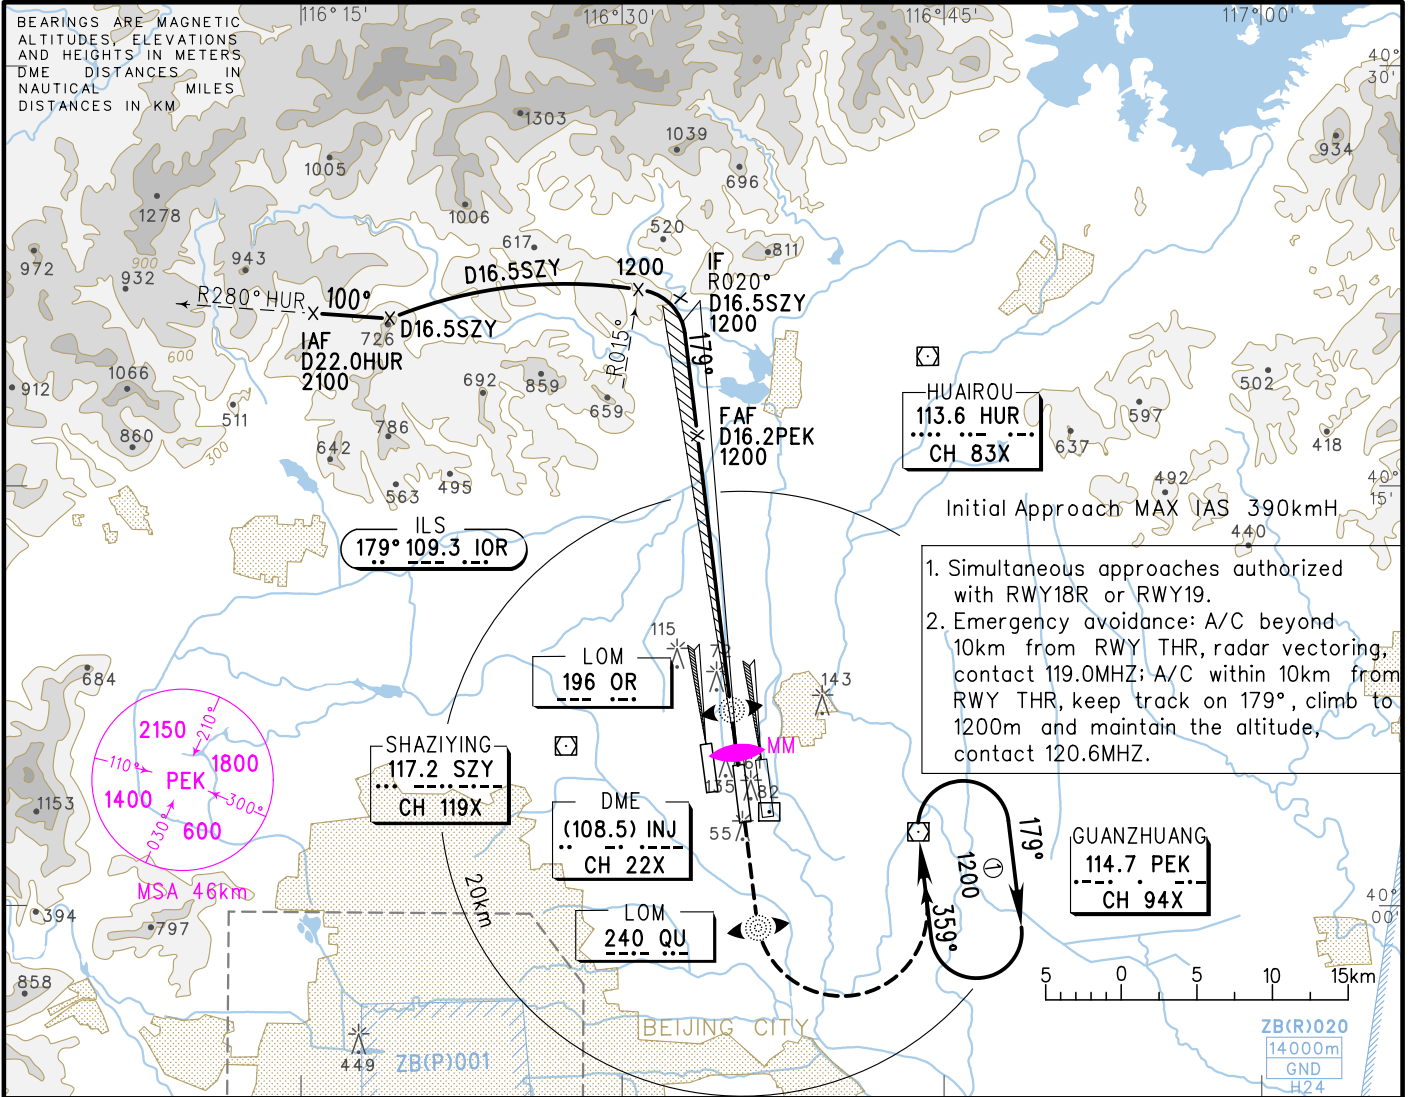 BEARINGS ARE MAGNETIC
ALTITUDES, ELEVATIONS
AND HEIGHTS IN METERS
DME DISTANCES IN
NAUTICAL MILES
DISTANCES IN KM
116°15'
116°30'
116°45'
117°00'
40°
30'
1303
1039
934
1005
696
1278
1006
520
617
811
972
900
943
932
D16.5SZY
1200
IF
R020°
D16.5SZY
1200
R280° HUR
100°
D16.5SZY
726
IAF
D22.0HUR
2100
R015°
179°
600
912
1066
511
860
300
692
859
659
786
642
563
495
FAF
D16.2PEK
1200
HUAIROU
113.6 HUR
CH 83X
502
597
637
418
492
440
40°
15'
Initial Approach MAX IAS 390kmH
ILS
179° 109.3 IOR
1. Simultaneous approaches authorized
with RWY18R or RWY19.
2. Emergency avoidance: A/C beyond
10km from RWY THR, radar vectoring,
contact 119.0MHZ; A/C within 10km from
RWY THR, keep track on 179°, climb to
1200m and maintain the altitude,
contact 120.6MHZ.
115
72
LOM
196 OR
143
684
2150
210°
110°
PEK
1800
1400
300°
600
030°
MSA 46km
1153
SHAZIYING
117.2 SZY
CH 119X
MM
61
135
82
55
DME
(108.5) INJ
CH 22X
179°
1200
①
359°
GUANZHUANG
114.7 PEK
CH 94X
40°
00'
20km
LOM
240 QU
394
797
858
5 0 5 10 15km
BEIJING CITY
449
ZB(P)001
ZB(R)020
14000m
GND
H24